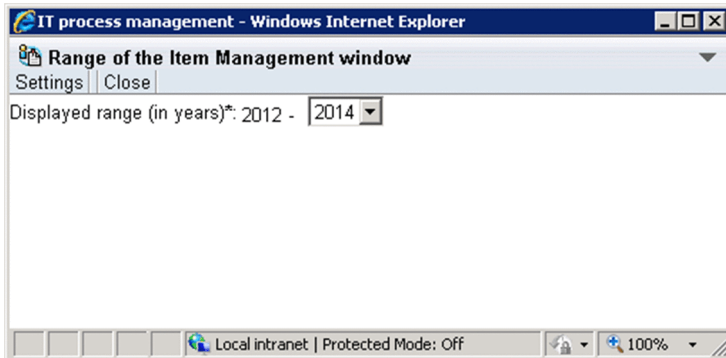 IT process management - Windows Internet Explorer
Range of the Item Management window
Settings Close
Displayed range (in years)*: 2012 - 2014
Local intranet | Protected Mode: Off 100%